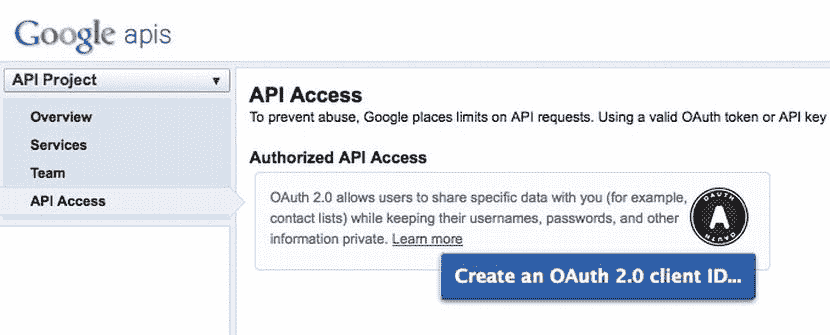 Google apis
API Project
Overview
Services
Team
API Access
API Access
To prevent abuse, Google places limits on API requests. Using a valid OAuth token or API key
Authorized API Access
OAuth 2.0 allows users to share specific data with you (for example,
contact lists) while keeping their usernames, passwords, and other
information private. Learn more
OAUTH
A
OAUTH
Create an OAuth 2.0 client ID...